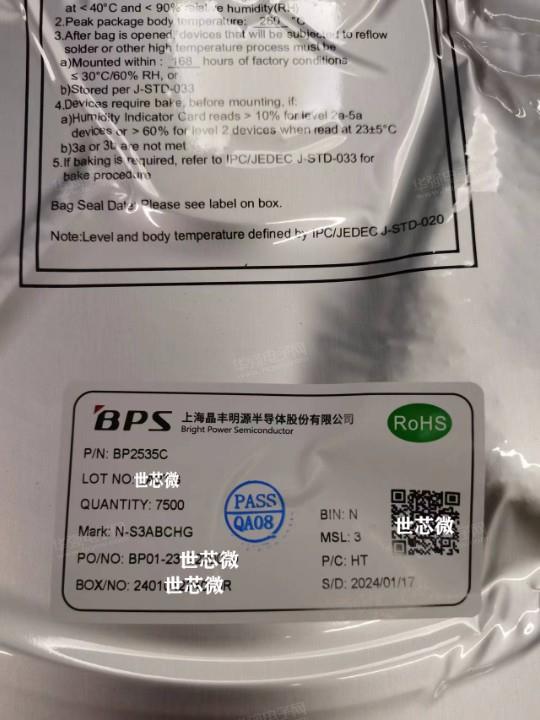 at < 40°C and < 90% relative humidity(RH)
2.Peak package body temperature: 260 °C
3.After bag is opened, devices that will be subjected to reflow
solder or other high temperature process must be
a)Mounted within : 168 hours of factory conditions
≤ 30°C/60% RH, or
b)Stored per J-STD-033
4.Devices require bake, before mounting, if:
a)Humidity Indicator Card reads > 10% for level 2a-5a
devices or > 60% for level 2 devices when read at 23±5°C
b)3a or 3b are not met
5.If baking is required, refer to IPC/JEDEC J-STD-033 for
bake procedure
Bag Seal Date: Please see label on box.
Note:Level and body temperature defined by IPC/JEDEC J-STD-020
BPS 上海晶丰明源半导体股份有限公司
Bright Power Semiconductor
RoHS
P/N: BP2535C
LOT NO 世芯微
QUANTITY: 7500
Mark: N-S3ABCHG
PO/NO: BP01-23 世芯微
BOX/NO: 2401 世芯微 R
PASS
QA08
BIN: N
MSL: 3
P/C: HT
S/D: 2024/01/17
世芯微